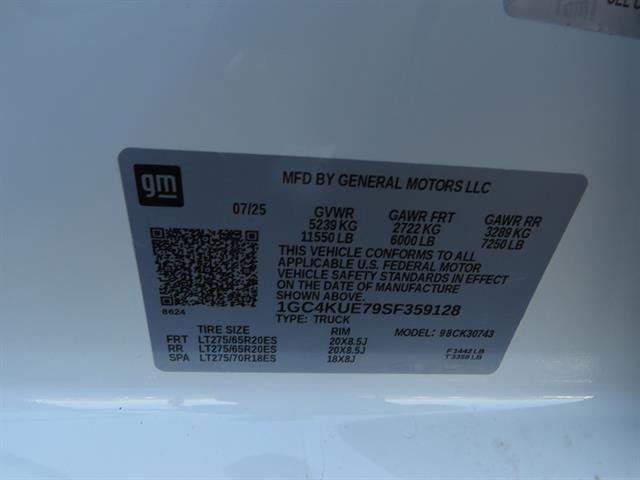 gm
MFD BY GENERAL MOTORS LLC
07/25 GVWR GAWR FRT GAWR RR
5239 KG 2722 KG 3289 KG
11550 LB 6000 LB 7250 LB
THIS VEHICLE CONFORMS TO ALL
APPLICABLE U.S. FEDERAL MOTOR
VEHICLE SAFETY STANDARDS IN EFFECT
ON THE DATE OF MANUFACTURE
SHOWN ABOVE.
8624 1GC4KUE79SF359128
TYPE: TRUCK
TIRE SIZE RIM MODEL: 98CK30743
FRT LT275/65R20ES 20X8.5J
RR LT275/65R20ES 20X8.5J F1442 LB
SPA LT275/70R18ES 18X8J T3358 LB